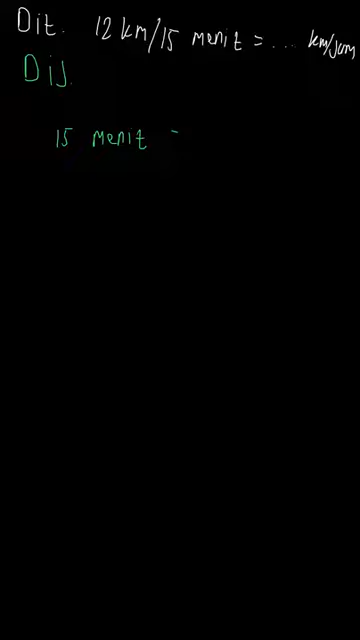 Dit. 12 km/15 menit = ... km/jam
Dij.
15 menit =